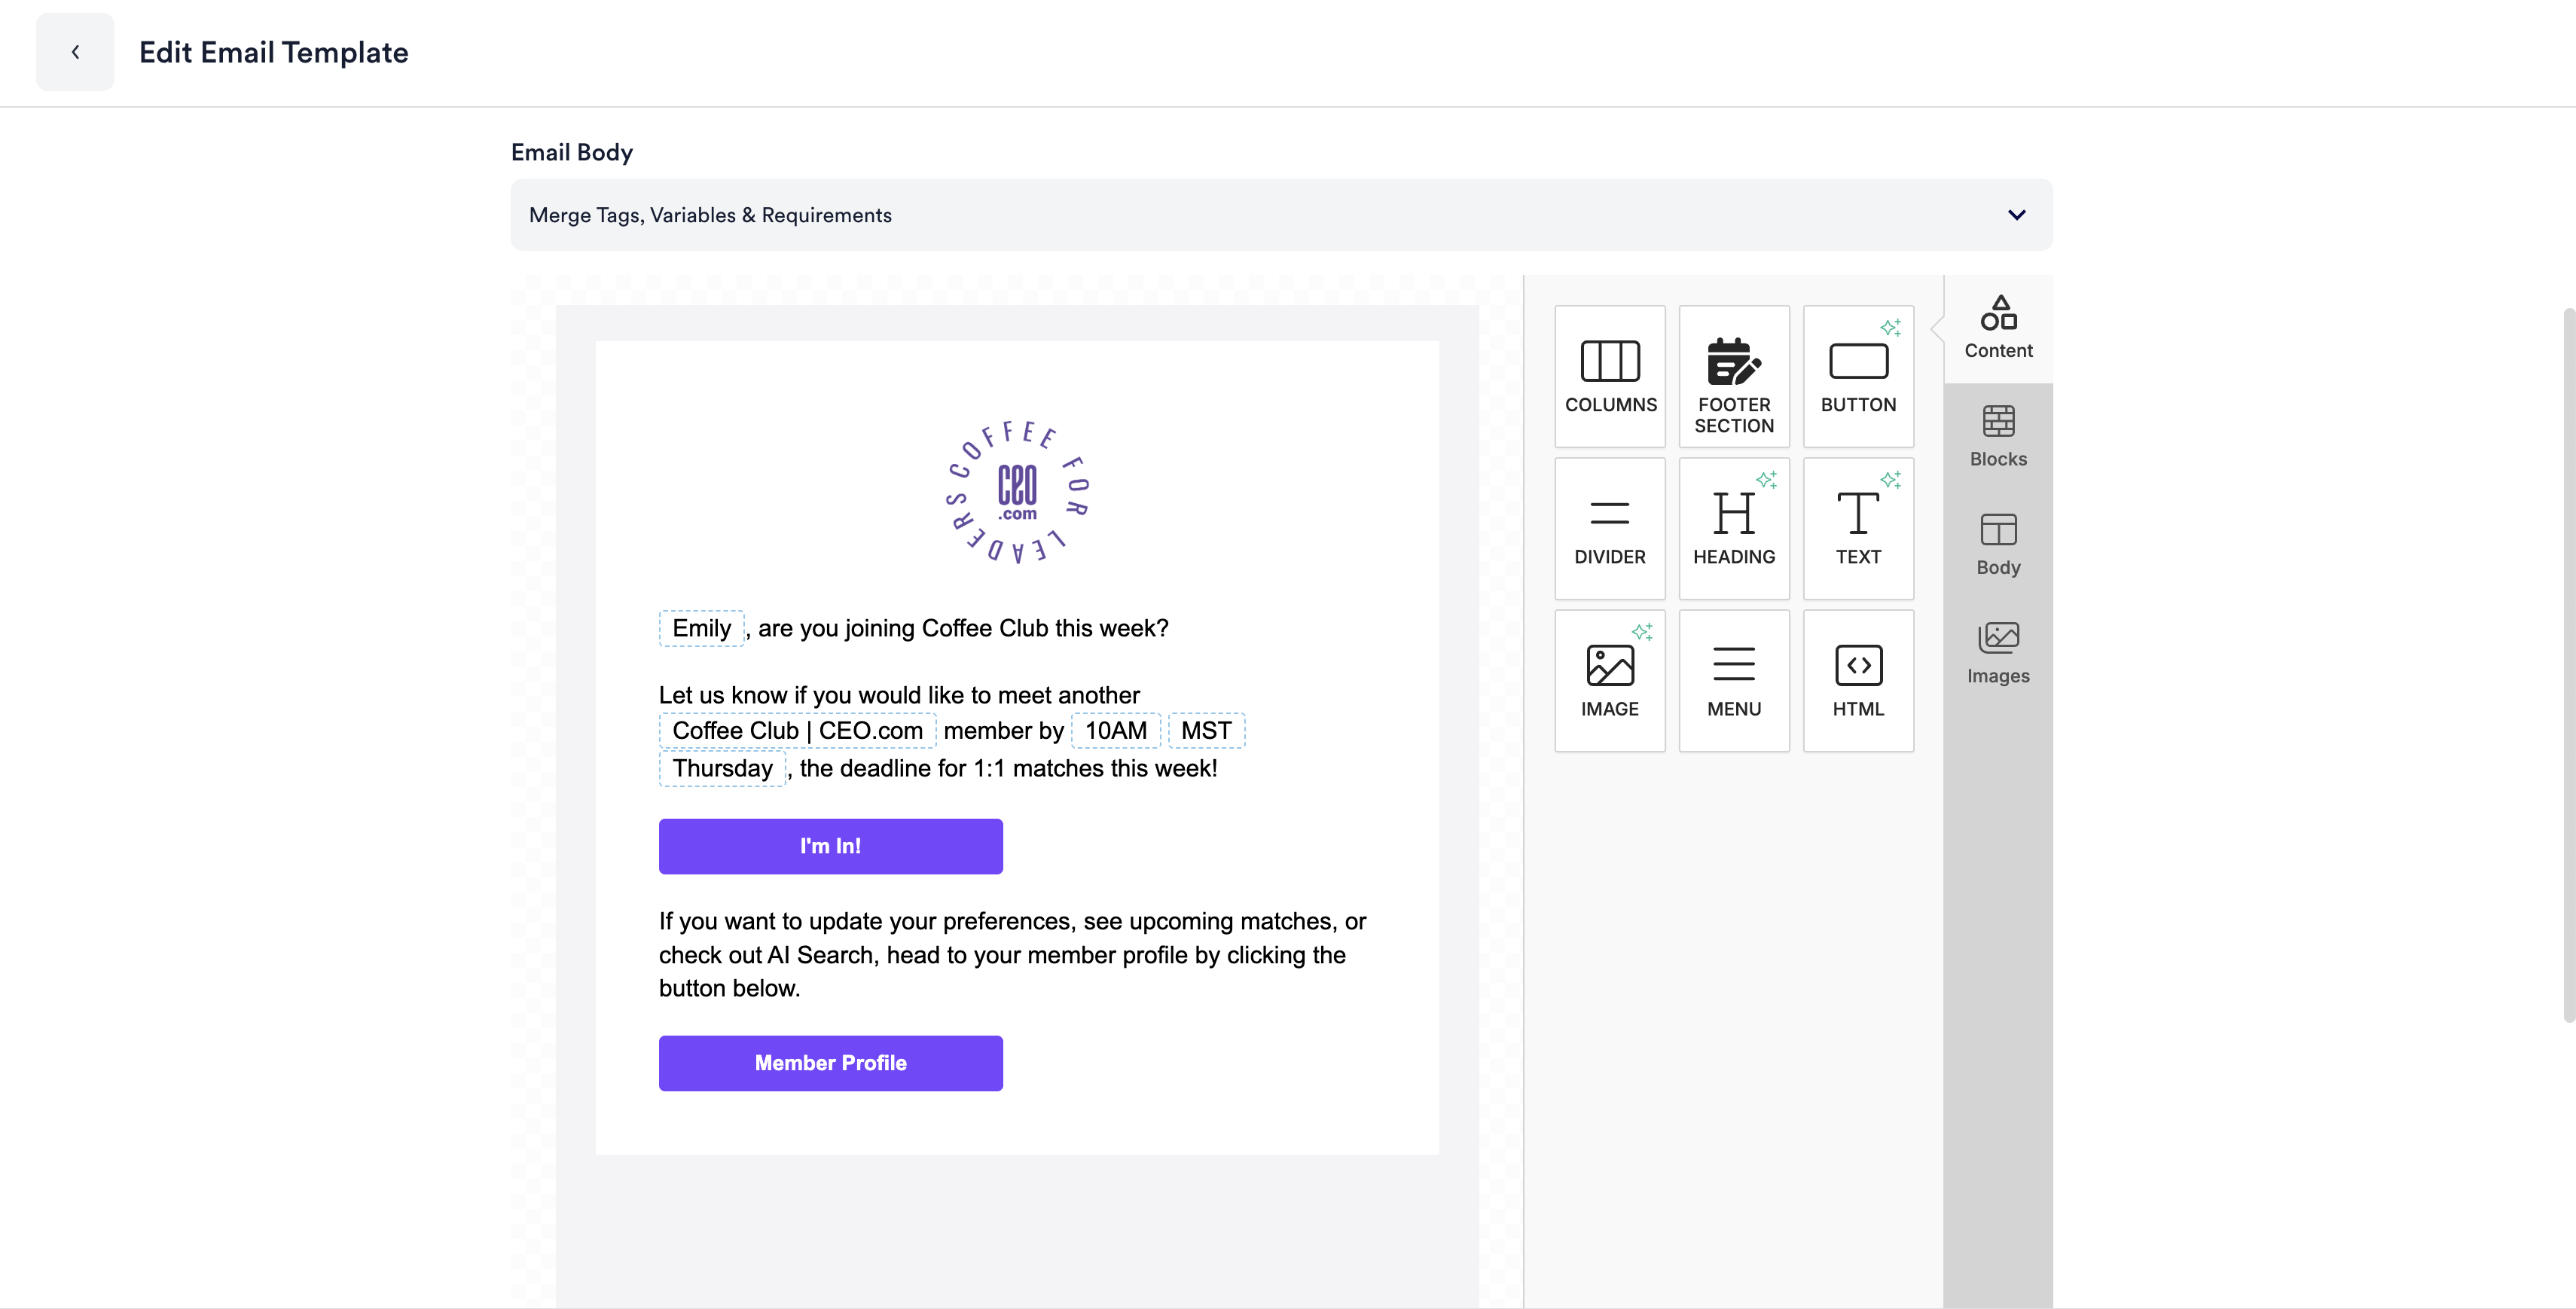 Edit Email Template
Email Body
Merge Tags, Variables & Requirements
COFFEE FOR LEADERS
CEO
.com
Emily , are you joining Coffee Club this week?
Let us know if you would like to meet another
Coffee Club | CEO.com member by 10AM MST
Thursday , the deadline for 1:1 matches this week!
I'm In!
If you want to update your preferences, see upcoming matches, or
check out AI Search, head to your member profile by clicking the
button below.
Member Profile
COLUMNS
FOOTER
SECTION
BUTTON
DIVIDER
HEADING
TEXT
IMAGE
MENU
HTML
Content
Blocks
Body
Images